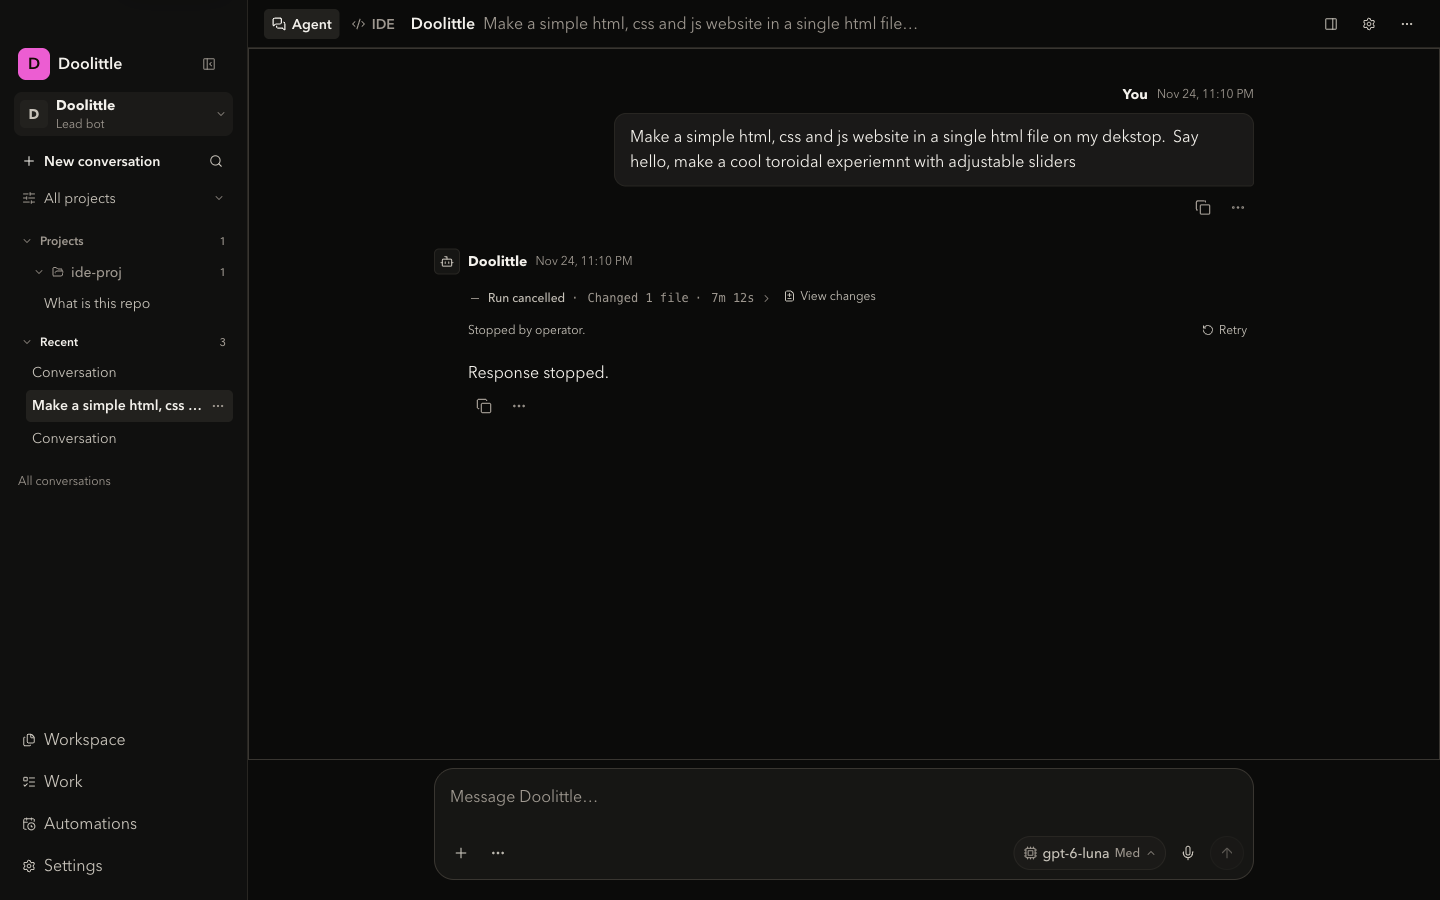 D Doolittle
D Doolittle
Lead bot
New conversation
All projects
Projects 1
ide-proj 1
What is this repo
Recent 3
Conversation
Make a simple html, css ...
Conversation
All conversations
Workspace
Work
Automations
Settings
Agent IDE Doolittle Make a simple html, css and js website in a single html file…
You Nov 24, 11:10 PM
Make a simple html, css and js website in a single html file on my dekstop. Say
hello, make a cool toroidal experiemnt with adjustable sliders
Doolittle Nov 24, 11:10 PM
Run cancelled · Changed 1 file · 7m 12s View changes
Stopped by operator. Retry
Response stopped.
Message Doolittle…
gpt-6-luna Med